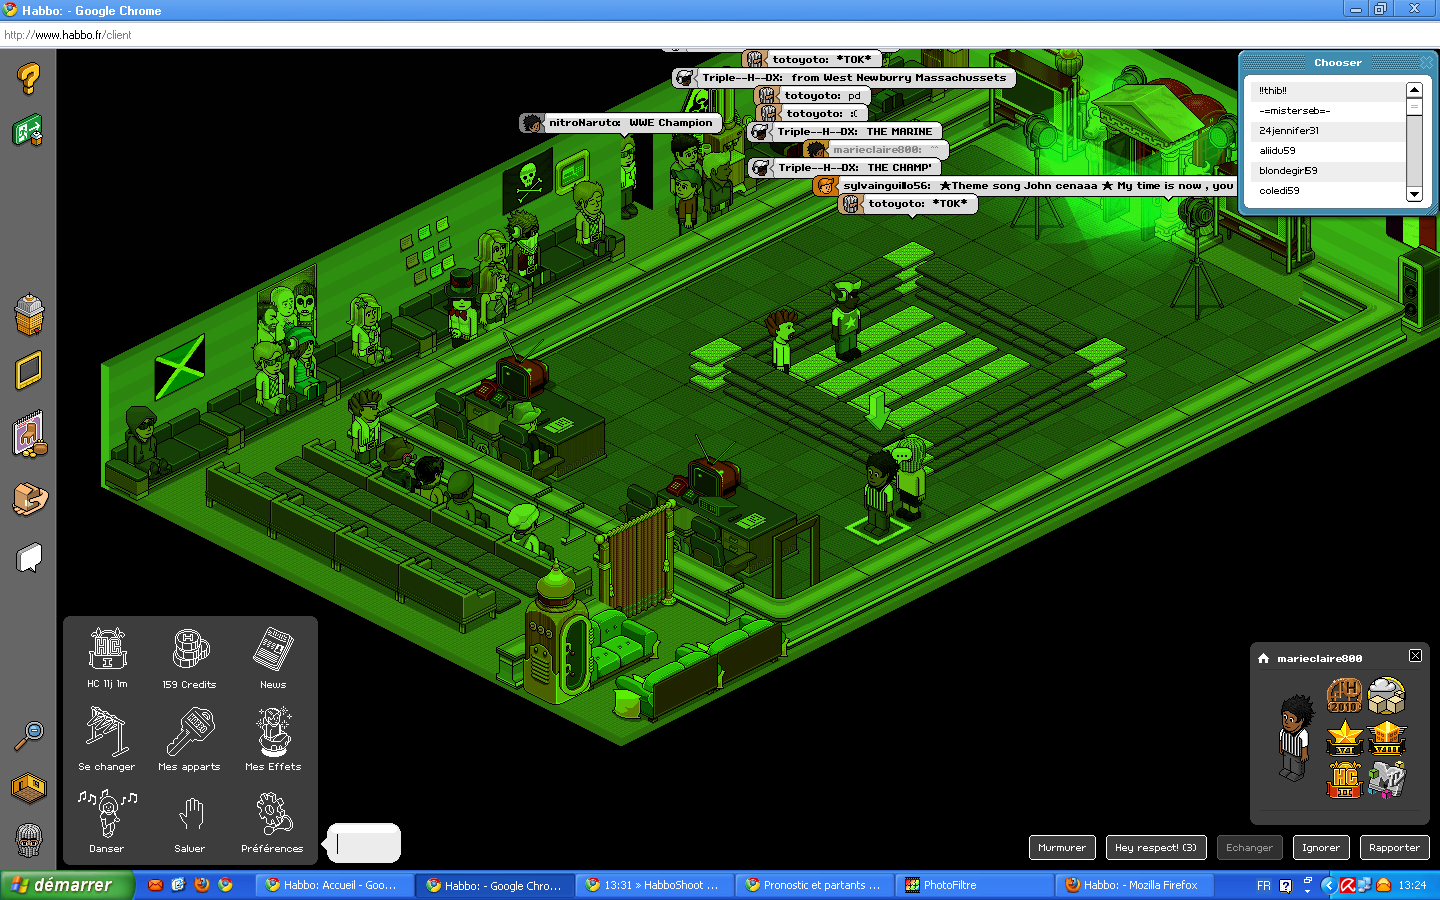 Habbo: - Google Chrome
http://www.habbo.fr/client
totoyoto: *TOK*
Triple--H--DX: from West Newburry Massachussets
totoyoto: pd
totoyoto: :(
nitroNaruto: WWE Champion
Triple--H--DX: THE MARINE
marieclaire800: ^^
Triple--H--DX: THE CHAMP'
sylvainguillo56: ★Theme song John cenaaa ★ My time is now , you
totoyoto: *TOK*
Chooser
!!thib!!
-=misterseb=-
24jennifer31
aliidu59
blondegirl59
coledi59
HC 11j 1m
159 Credits
News
Se changer
Mes apparts
Mes Effets
Danser
Saluer
Préférences
marieclaire800
2010
HC
MTV
Murmurer
Hey respect! (3)
Echanger
Ignorer
Rapporter
démarrer
Habbo: Accueil - Goo...
Habbo: - Google Chro...
13:31 » HabboShoot ...
Pronostic et partants ...
PhotoFiltre
Habbo: - Mozilla Firefox
FR
13:24